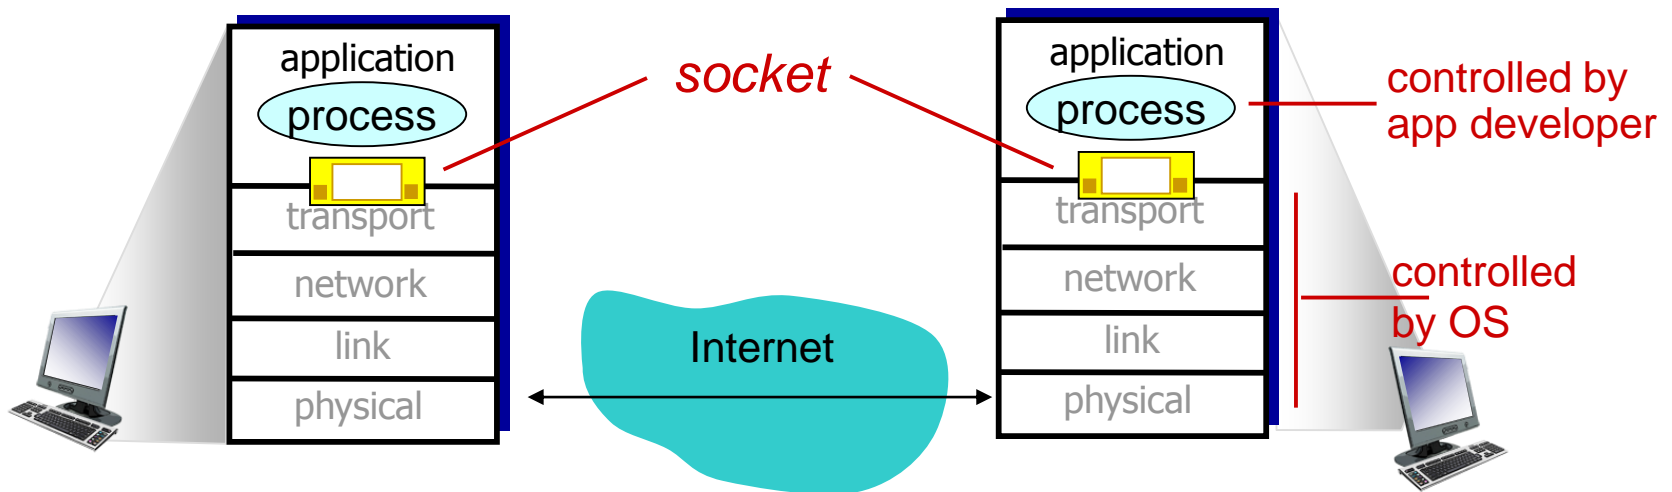 application
process
transport
network
link
physical
socket
Internet
application
process
transport
network
link
physical
controlled by
app developer
controlled
by OS